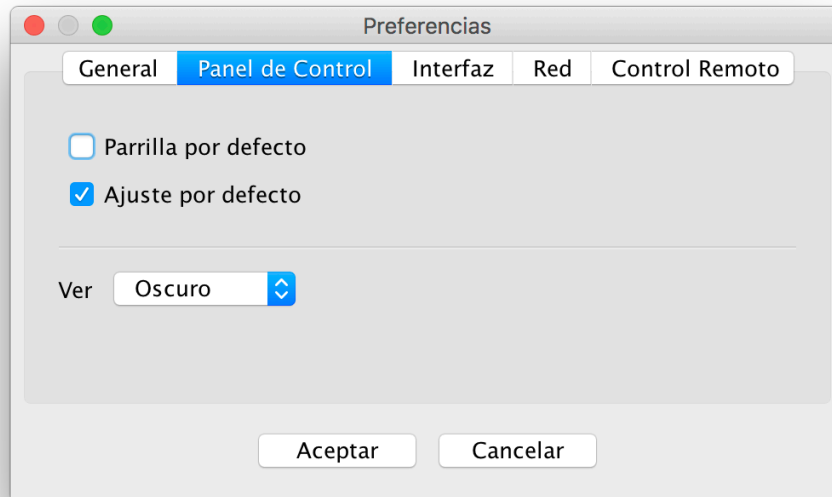 Preferencias
General Panel de Control Interfaz Red Control Remoto
Parrilla por defecto
Ajuste por defecto
Ver Oscuro
Aceptar Cancelar